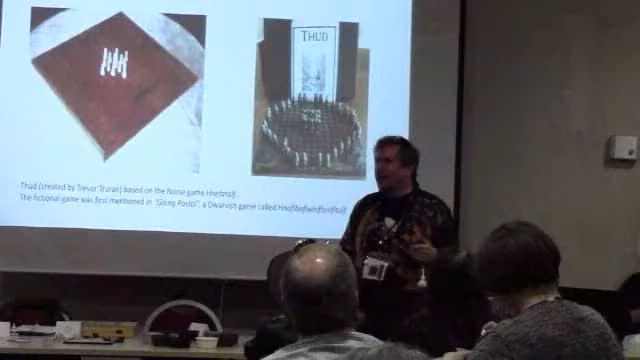 THUD
Thud (created by Trevor Truran) based on the Norse game Hnefatafl.
The fictional game was first mentioned in "Going Postal", a Dwarvish game called